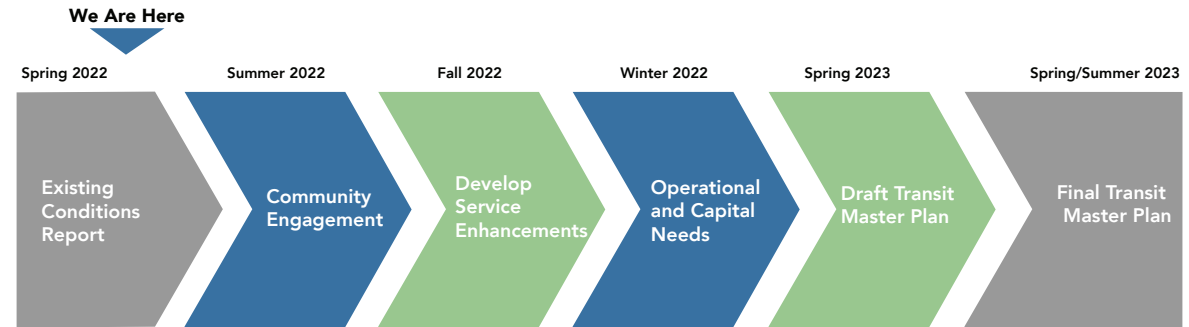 We Are Here
Spring 2022
Summer 2022
Fall 2022
Winter 2022
Spring 2023
Spring/Summer 2023
Existing
Conditions
Report
Community
Engagement
Develop
Service
Enhancements
Operational
and Capital
Needs
Draft Transit
Master Plan
Final Transit
Master Plan